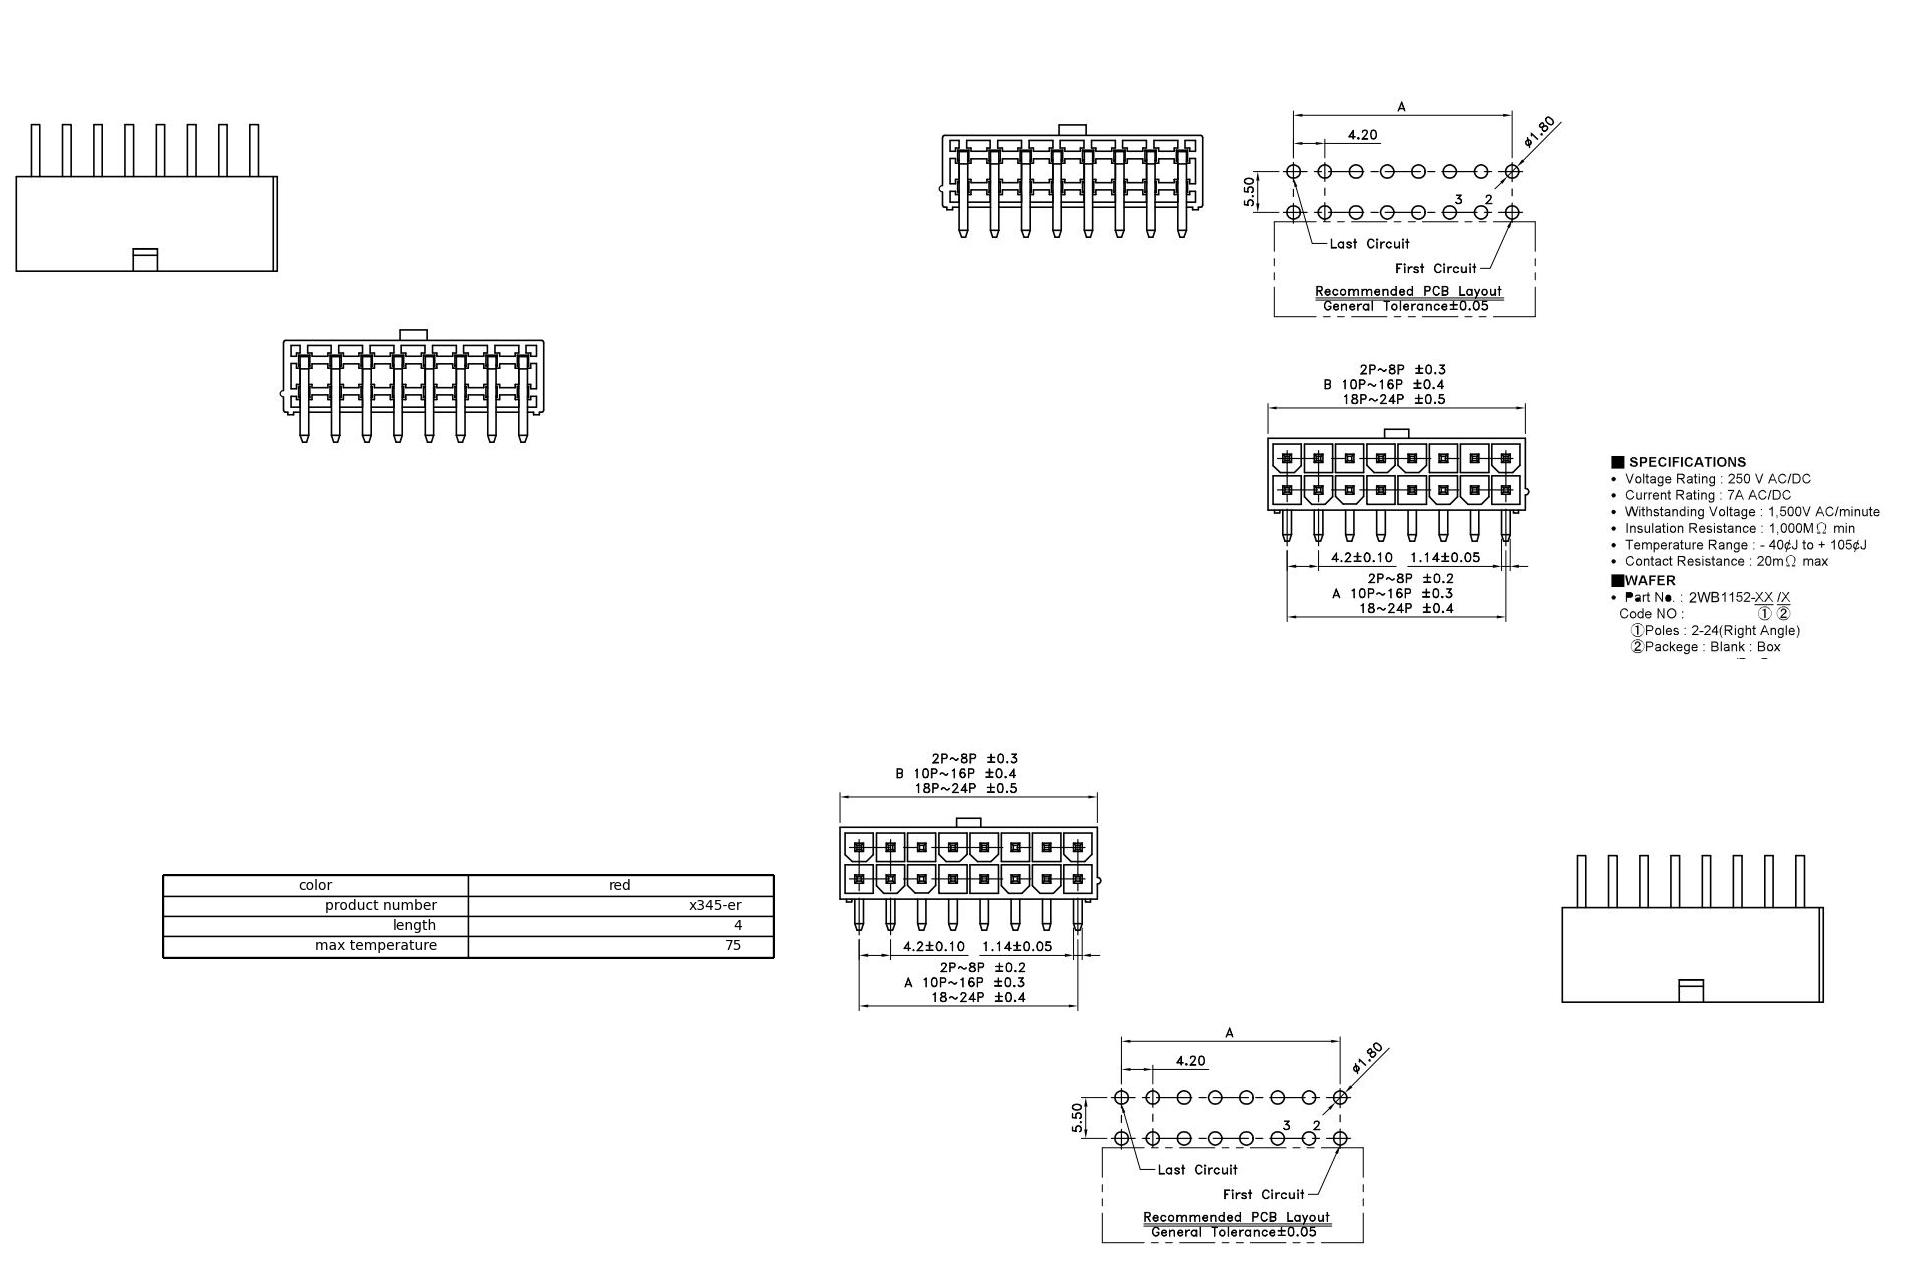 A
4.20
ø1.80
5.50
3
2
Last Circuit
First Circuit
Recommended PCB Layout
General Tolerance±0.05
2P~8P ±0.3
B 10P~16P ±0.4
18P~24P ±0.5
4.2±0.10
1.14±0.05
2P~8P ±0.2
A 10P~16P ±0.3
18~24P ±0.4
■ SPECIFICATIONS
• Voltage Rating : 250 V AC/DC
• Current Rating : 7A AC/DC
• Withstanding Voltage : 1,500V AC/minute
• Insulation Resistance : 1,000MΩ min
• Temperature Range : - 40¢J to + 105¢J
• Contact Resistance : 20mΩ max
■WAFER
• Part No. : 2WB1152-XX /X
Code NO : ① ②
①Poles : 2-24(Right Angle)
②Packege : Blank : Box
2P~8P ±0.3
B 10P~16P ±0.4
18P~24P ±0.5
4.2±0.10
1.14±0.05
2P~8P ±0.2
A 10P~16P ±0.3
18~24P ±0.4
color red
product number x345-er
length 4
max temperature 75
A
4.20
ø1.80
5.50
3
2
Last Circuit
First Circuit
Recommended PCB Layout
General Tolerance±0.05